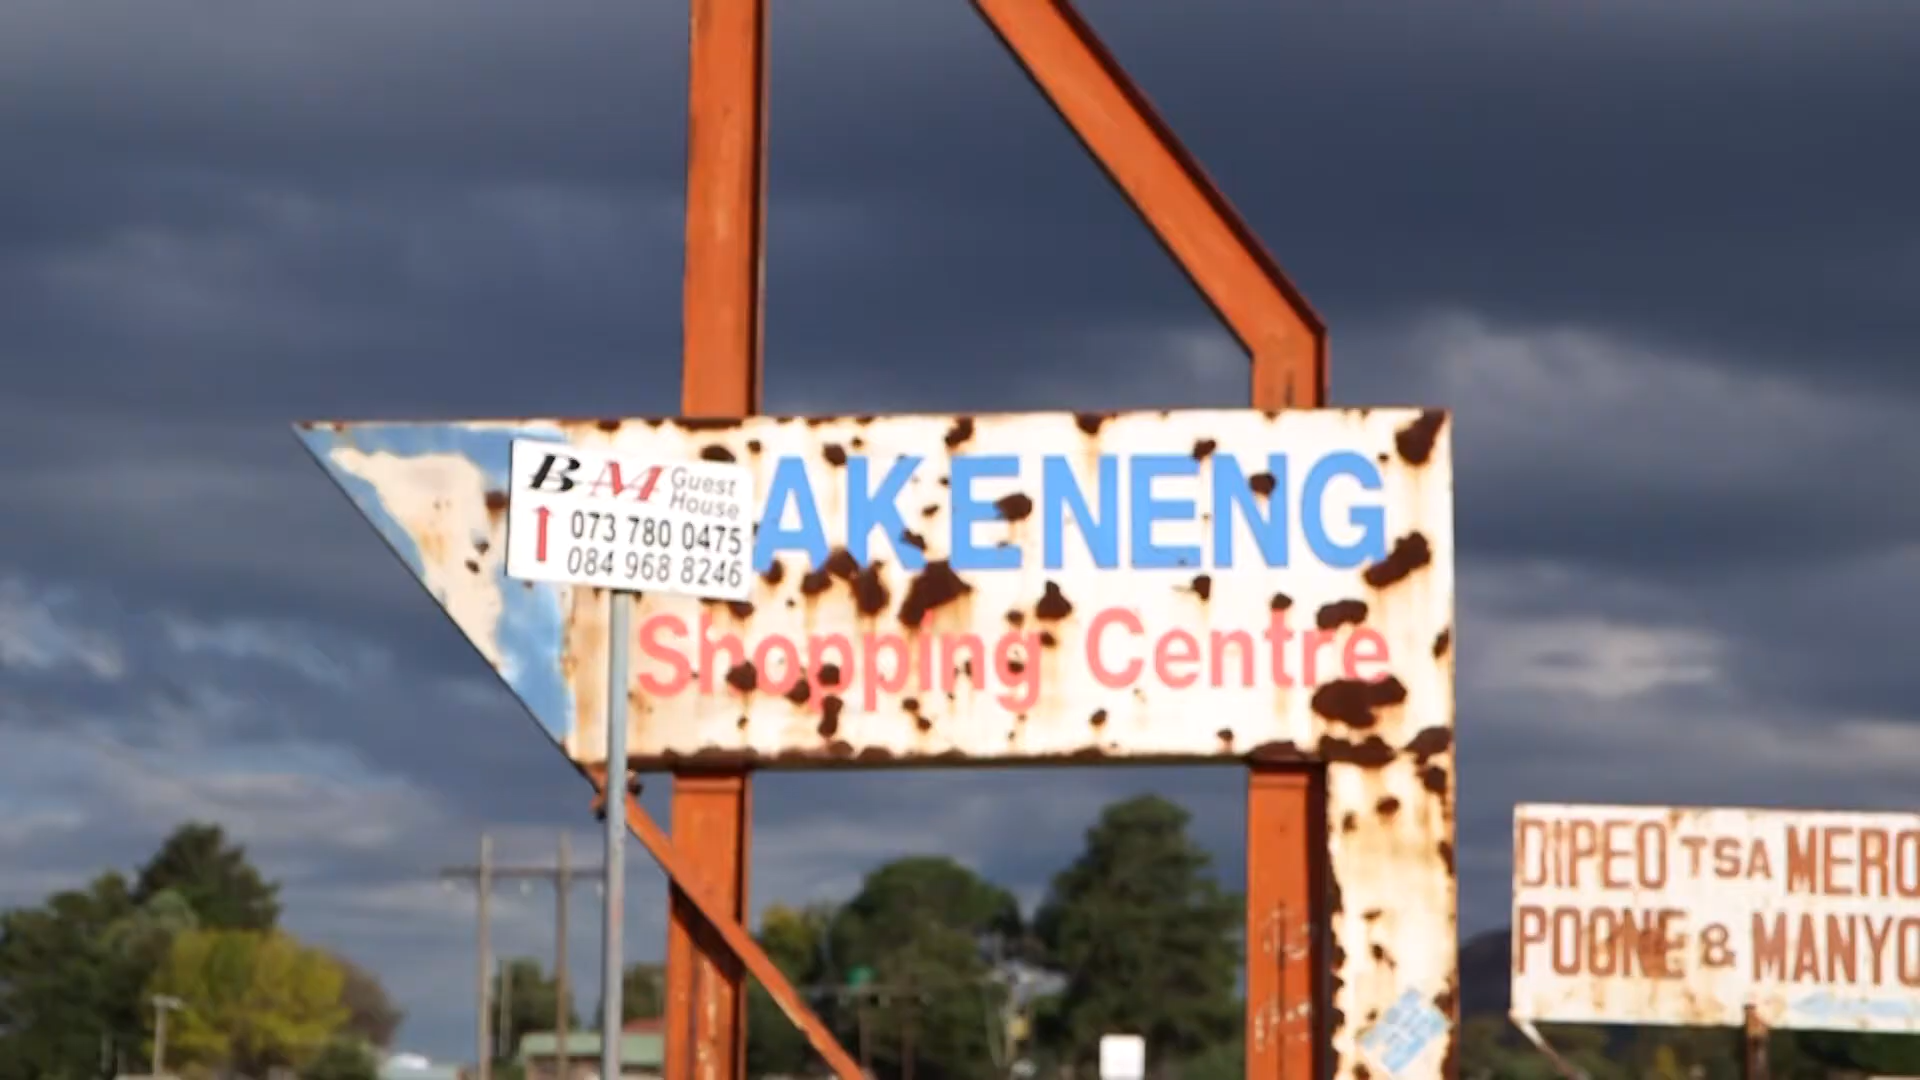 BM Guest House
073 780 0475
084 968 8246
AKENENG
Shopping Centre
DIPEO TSA MERO
POONE & MANYO